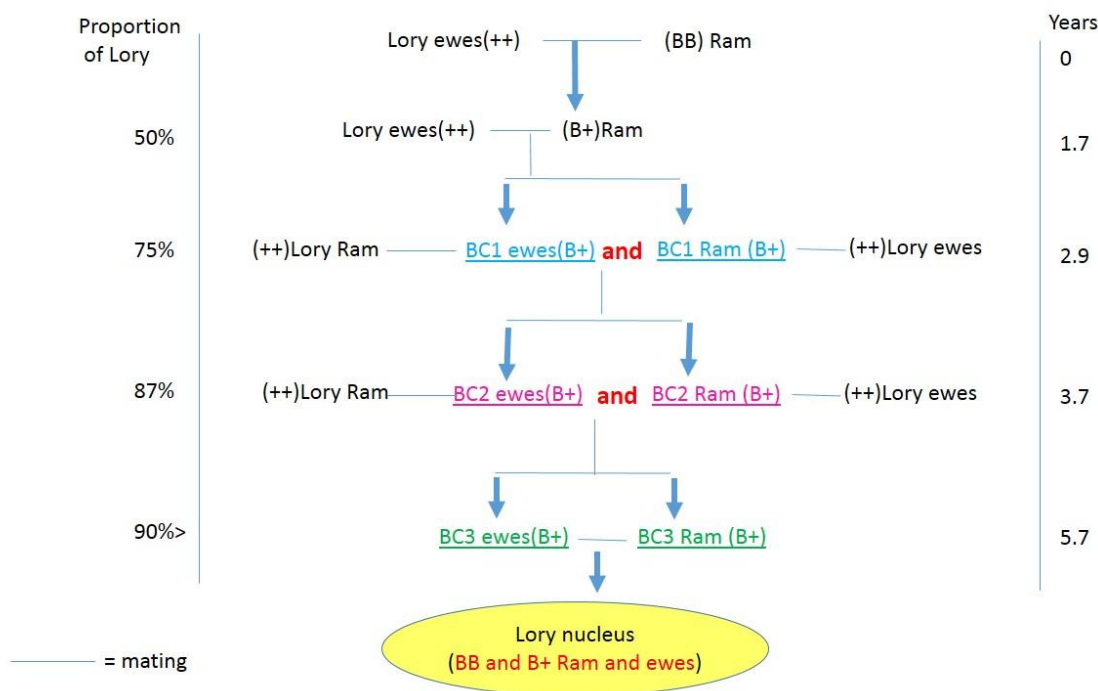 Proportion
of Lory
Years
Lory ewes(++) (BB) Ram
0
50%
Lory ewes(++) (B+)Ram
1.7
75%
(++)Lory Ram BC1 ewes(B+) and BC1 Ram (B+) (++)Lory ewes
2.9
87%
(++)Lory Ram BC2 ewes(B+) and BC2 Ram (B+) (++)Lory ewes
3.7
90%>
BC3 ewes(B+) BC3 Ram (B+)
5.7
Lory nucleus
(BB and B+ Ram and ewes)
= mating